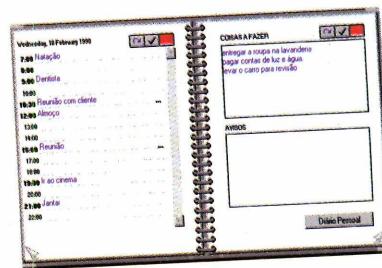 Wednesday, 10 February 1990
7:00 Natação
8:00
9:00 Dentista
10:00
10:30 Reunião com cliente ...
12:00 Almoço
13:00
14:00
15:00 Reunião ...
17:00
18:00
19:00 Ir ao cinema
20:00
21:00 Jantar
22:00
COISAS A FAZER
entregar a roupa na lavanderia
pagar contas de luz e água
levar o carro para revisão
AVISOS
Diário Pessoal